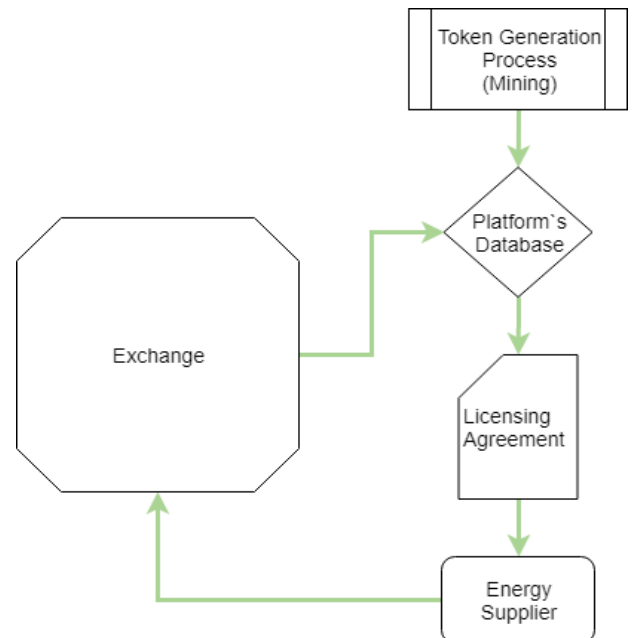 Token Generation
Process
(Mining)
Platform`s
Database
Exchange
Licensing
Agreement
Energy
Supplier